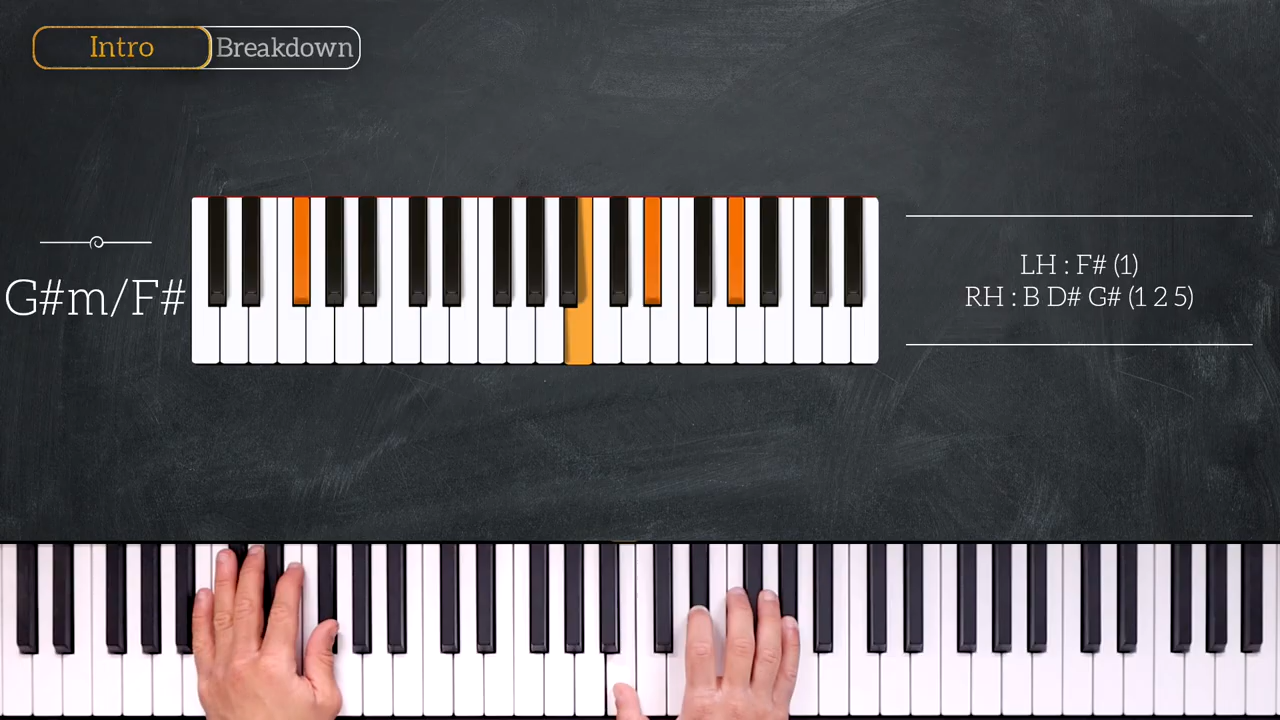 Intro
Breakdown
G#m/F#
LH : F# (1)
RH : B D# G# (1 2 5)